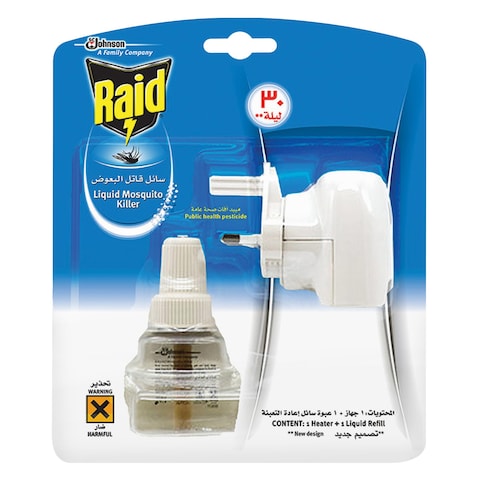 Johnson
A Family Company
Raid
سائل قاتل البعوض
Liquid Mosquito
Killer
٣٠
ليلة**
مبيد آفات صحة عامة
Public health pesticide
تحذير
WARNING
ضار
HARMFUL
المحتويات: ١ جهاز + ١ عبوة سائل إعادة التعبئة
CONTENT: 1 Heater + 1 Liquid Refill
**New design تصميم جديد**